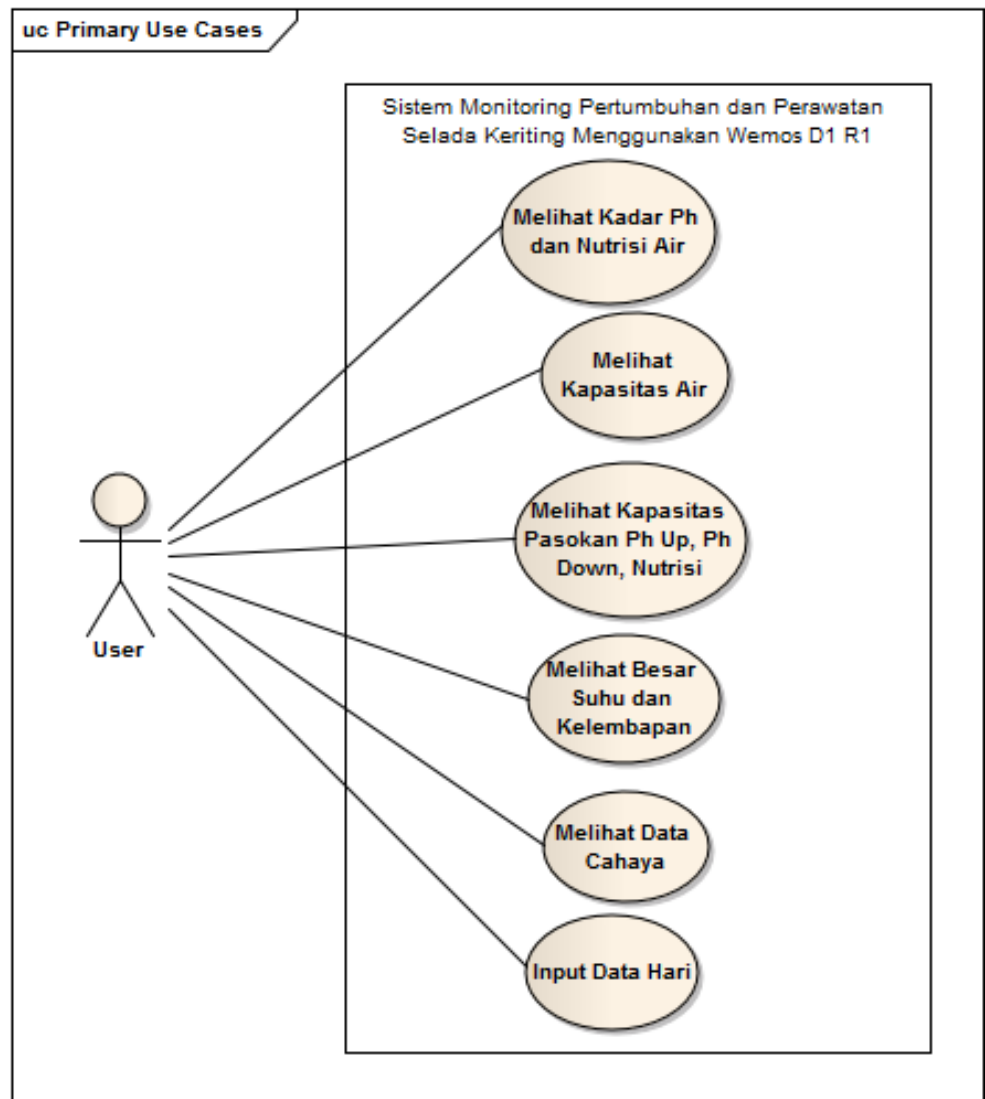 uc Primary Use Cases
Sistem Monitoring Pertumbuhan dan Perawatan
Selada Keriting Menggunakan Wemos D1 R1
Melihat Kadar Ph
dan Nutrisi Air
Melihat
Kapasitas Air
Melihat Kapasitas
Pasokan Ph Up, Ph
Down, Nutrisi
User
Melihat Besar
Suhu dan
Kelembapan
Melihat Data
Cahaya
Input Data Hari